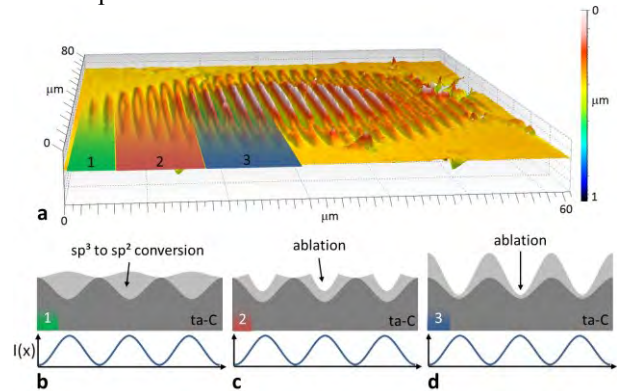 80
μm
0
1
2
3
a
0
μm
60
0
μm
1
sp³ to sp² conversion
ablation
ablation
1
ta-C
2
ta-C
3
ta-C
I(x)
b
c
d